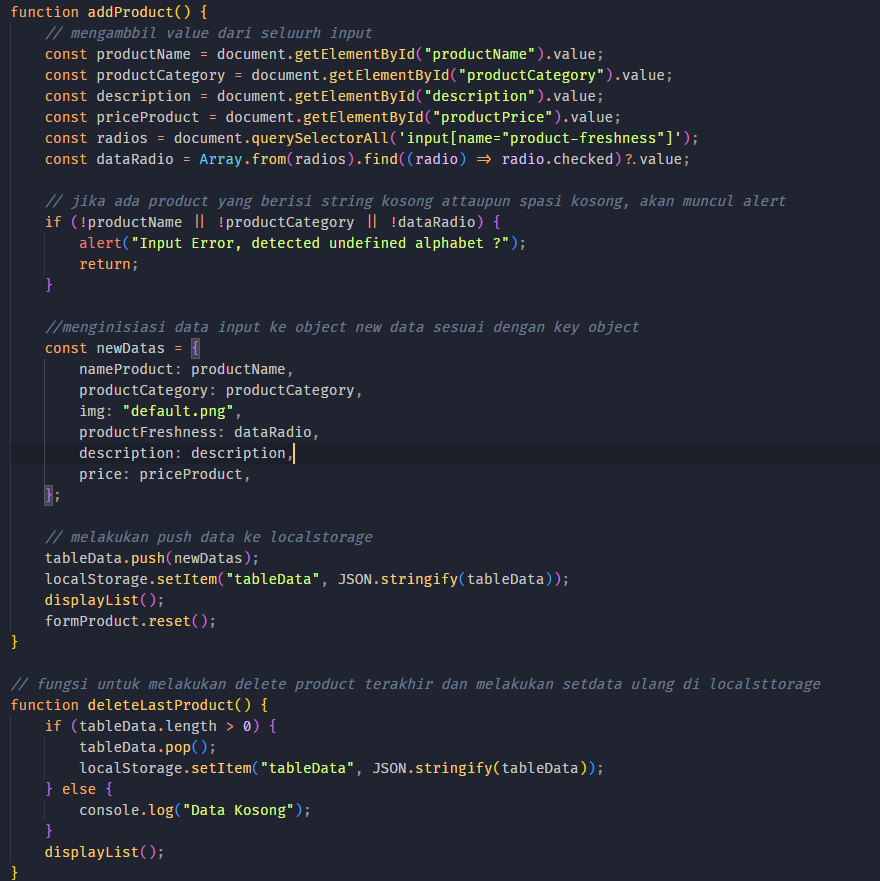 function addProduct() {
// mengambbil value dari seluurh input
const productName = document.getElementById("productName").value;
const productCategory = document.getElementById("productCategory").value;
const description = document.getElementById("description").value;
const priceProduct = document.getElementById("productPrice").value;
const radios = document.querySelectorAll('input[name="product-freshness"]');
const dataRadio = Array.from(radios).find((radio) => radio.checked)?.value;
// jika ada product yang berisi string kosong attaupun spasi kosong, akan muncul alert
if (!productName || !productCategory || !dataRadio) {
alert("Input Error, detected undefined alphabet ?");
return;
}
//menginisiasi data input ke object new data sesuai dengan key object
const newDatas = {
nameProduct: productName,
productCategory: productCategory,
img: "default.png",
productFreshness: dataRadio,
description: description,
price: priceProduct,
};
// melakukan push data ke localstorage
tableData.push(newDatas);
localStorage.setItem("tableData", JSON.stringify(tableData));
displayList();
formProduct.reset();
}
// fungsi untuk melakukan delete product terakhir dan melakukan setdata ulang di localsttorage
function deleteLastProduct() {
if (tableData.length > 0) {
tableData.pop();
localStorage.setItem("tableData", JSON.stringify(tableData));
} else {
console.log("Data Kosong");
}
displayList();
}